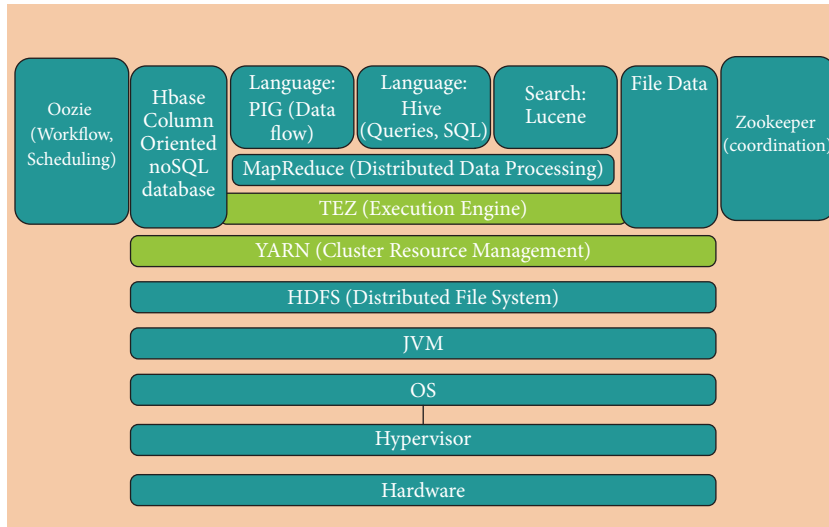 Oozie
(Workflow,
Scheduling)
Hbase
Column
Oriented
noSQL
database
Language:
PIG (Data
flow)
Language:
Hive
(Queries, SQL)
Search:
Lucene
File Data
Zookeeper
(coordination)
MapReduce (Distributed Data Processing)
TEZ (Execution Engine)
YARN (Cluster Resource Management)
HDFS (Distributed File System)
JVM
OS
Hypervisor
Hardware